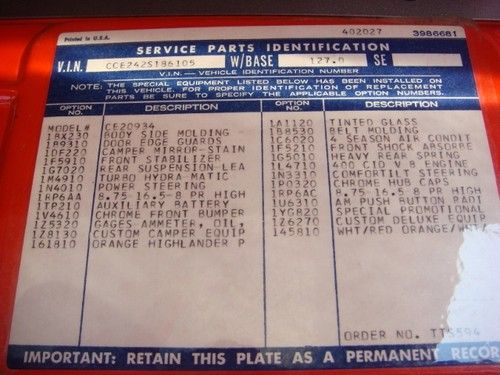 Printed in U.S.A. 402027 3986681
SERVICE PARTS IDENTIFICATION
V.I.N. CCE242S186105 W/BASE 127.0 SE
V.I.N. — VEHICLE IDENTIFICATION NUMBER
NOTE: THE SPECIAL EQUIPMENT LISTED BELOW HAS BEEN INSTALLED ON
THIS VEHICLE. FOR PROPER IDENTIFICATION OF REPLACEMENT
PARTS BE SURE TO SPECIFY THE APPLICABLE OPTION NUMBERS.
OPTION NO. DESCRIPTION OPTION NO. DESCRIPTION
MODEL# CE20934 1A1120 TINTED GLASS
1BX230 BODY SIDE MOLDING 1B8530 BELT MOLDING
1B9310 DOOR EDGE GUARDS 1C6020 4 SEASON AIR CONDIT
1DF220 CAMPER MIRROR-STAIN 1F5210 FRONT SHOCK ABSORBE
1F5910 FRONT STABILIZER 1G5010 HEAVY REAR SPRING
1G7020 REAR SUSPENSION-LEA 1L4710 400 CID V 8 ENGINE
1M4910 TURBO HYDRA-MATIC 1N3310 COMFORTILT STEERING
1N4010 POWER STEERING 1P0320 CHROME HUB CAPS
1RP6AA 8.75 16.5-8 PR HIGH 1RP6AC 8.75 16.5 8 PR HIGH
1TP210 AUXILIARY BATTERY 1U6310 AM PUSH BUTTON RADI
1V4610 CHROME FRONT BUMPER 1YG820 SPECIAL PROMOTIONAL
1Z5320 GAGES-AMMETER, OIL, 1Z6270 CUSTOM DELUXE EQUIP
1Z8130 CUSTOM CAMPER EQUIP 145810 WHT/RED ORANGE/WHT
161810 ORANGE HIGHLANDER P
ORDER NO. TTS594
IMPORTANT: RETAIN THIS PLATE AS A PERMANENT RECOR